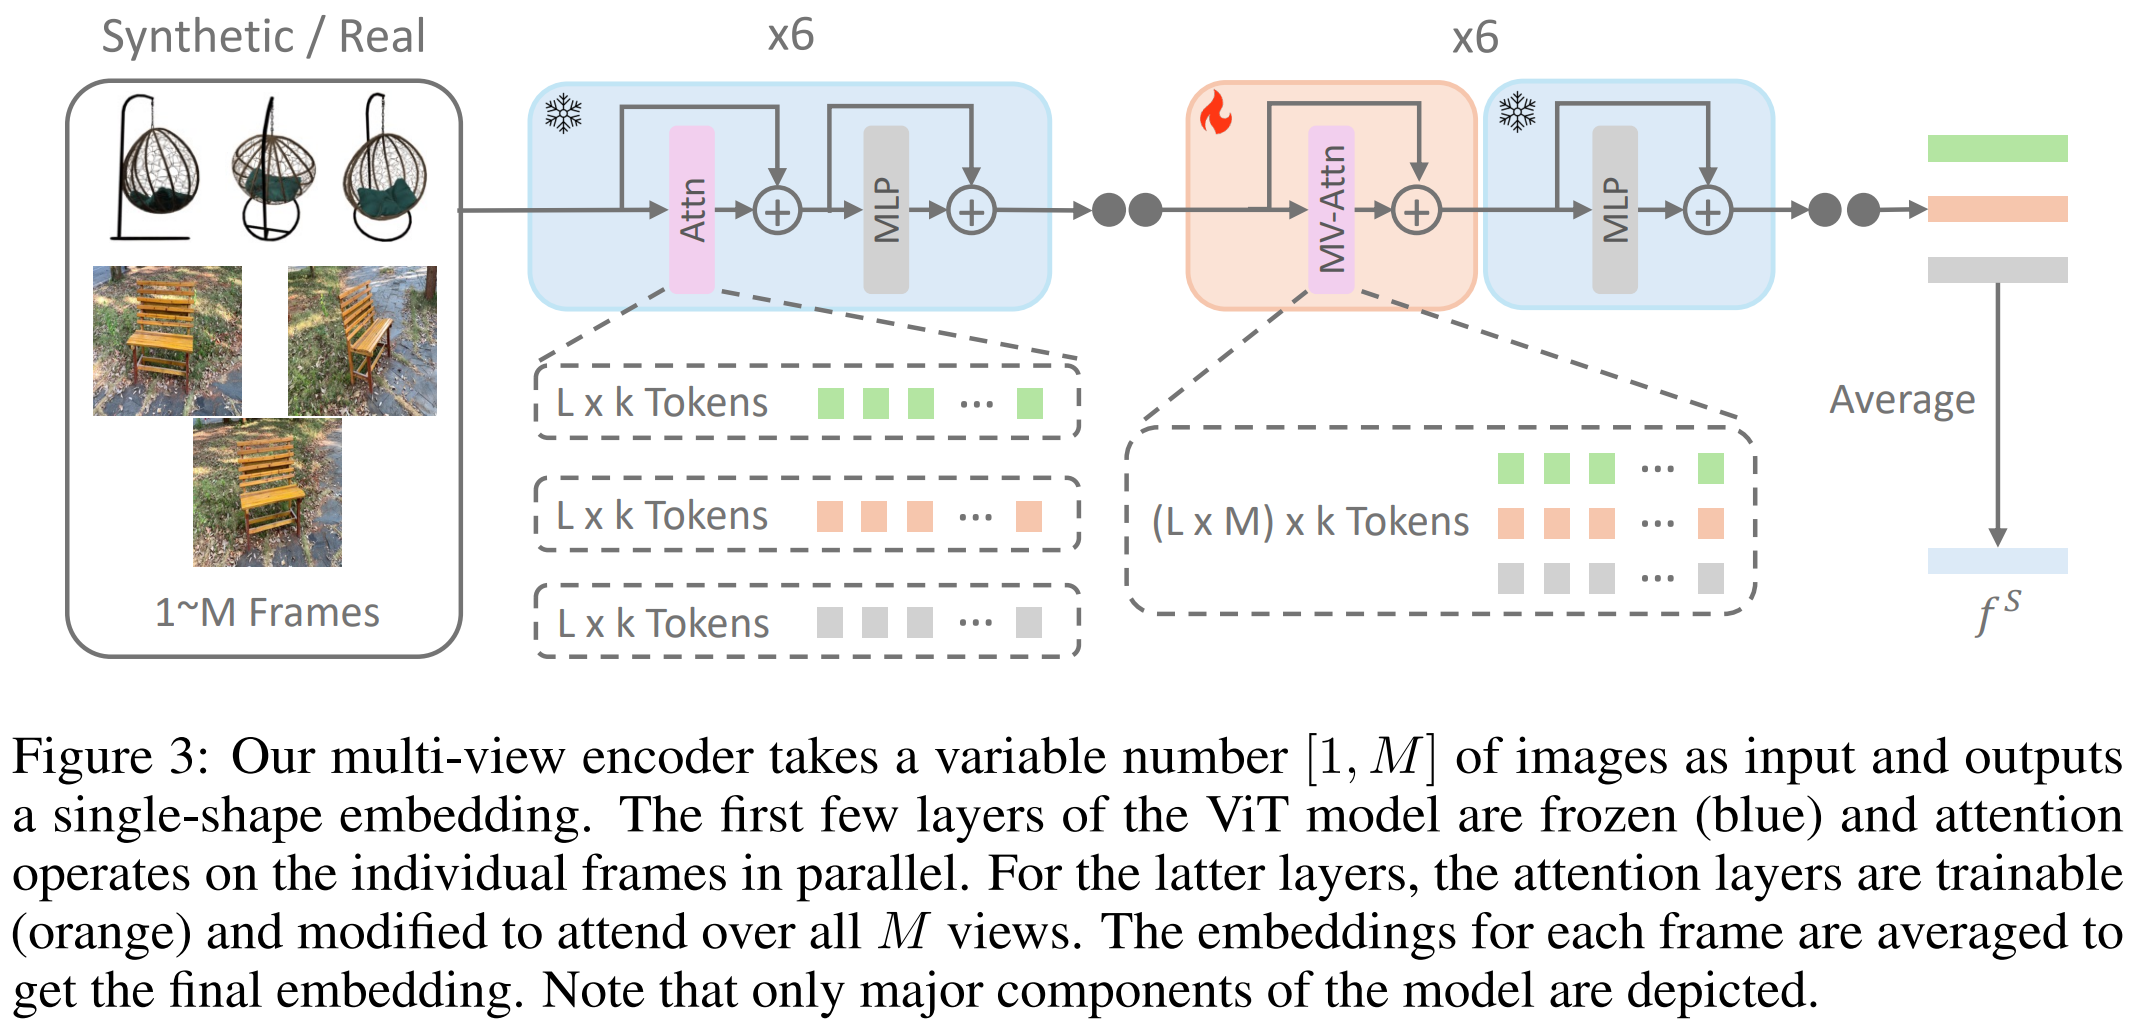 Synthetic / Real
x6
x6
Attn
MLP
MV-Attn
MLP
L x k Tokens
L x k Tokens
L x k Tokens
(L x M) x k Tokens
Average
f^S
1~M Frames
Figure 3: Our multi-view encoder takes a variable number [1, M] of images as input and outputs
a single-shape embedding. The first few layers of the ViT model are frozen (blue) and attention
operates on the individual frames in parallel. For the latter layers, the attention layers are trainable
(orange) and modified to attend over all M views. The embeddings for each frame are averaged to
get the final embedding. Note that only major components of the model are depicted.